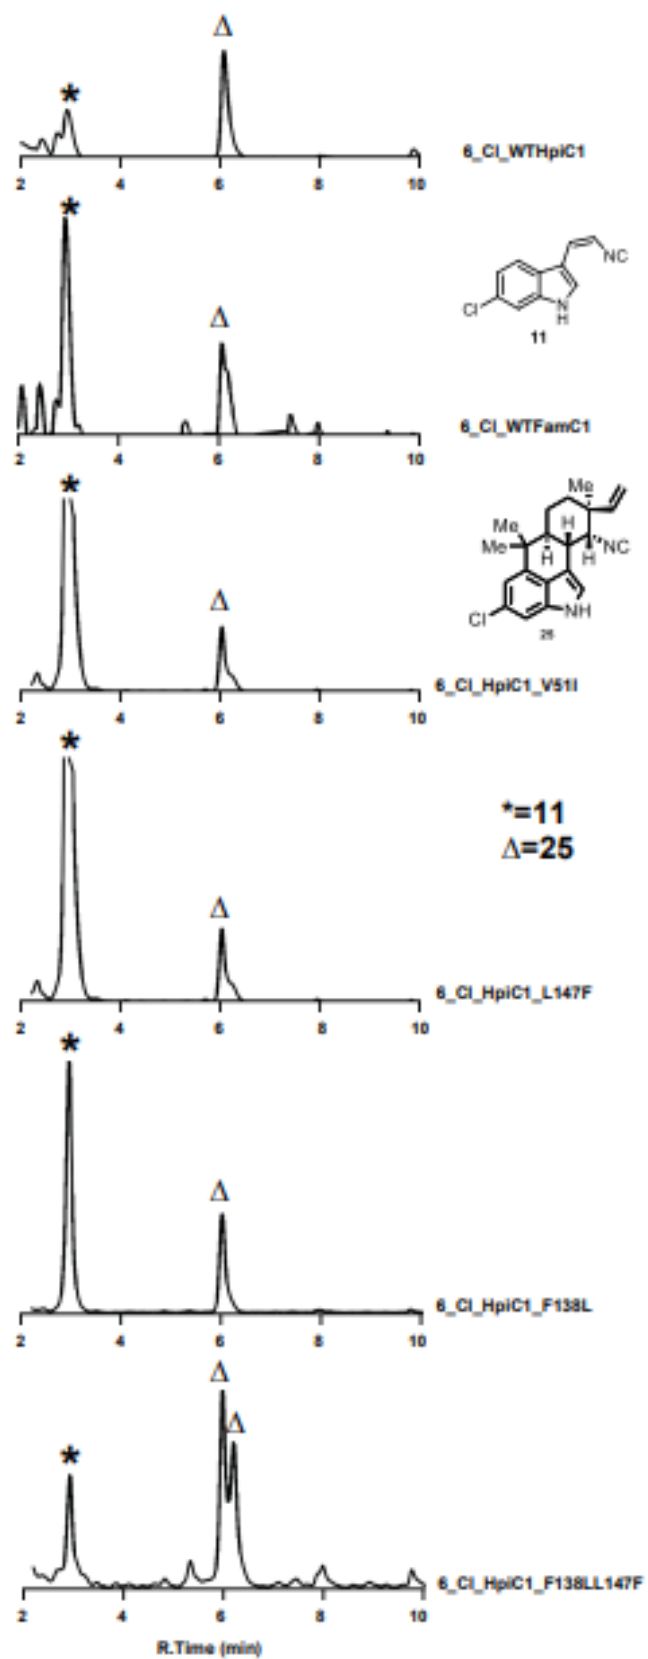 Δ
*
2 4 6 8 10
6_Cl_WTHpiC1
*
Δ
NC
Cl
N
H
11
2 4 6 8 10
6_Cl_WTFamC1
*
Δ
Me
Me
H
Me
H
H
NC
Cl
NH
25
2 4 6 8 10
6_Cl_HpiC1_V51I
*
Δ
*=11
Δ=25
2 4 6 8 10
6_Cl_HpiC1_L147F
*
Δ
2 4 6 8 10
6_Cl_HpiC1_F138L
Δ
Δ
*
2 4 6 8 10
6_Cl_HpiC1_F138LL147F
R.Time (min)